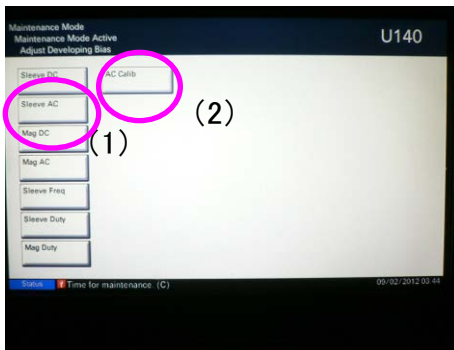 Maintenance Mode
Maintenance Mode Active
Adjust Developing Bias
U140
Sleeve DC
AC Calib
Sleeve AC
(2)
Mag DC
(1)
Mag AC
Sleeve Freq
Sleeve Duty
Mag Duty
Status Time for maintenance. (C)
09/02/2012 03:44